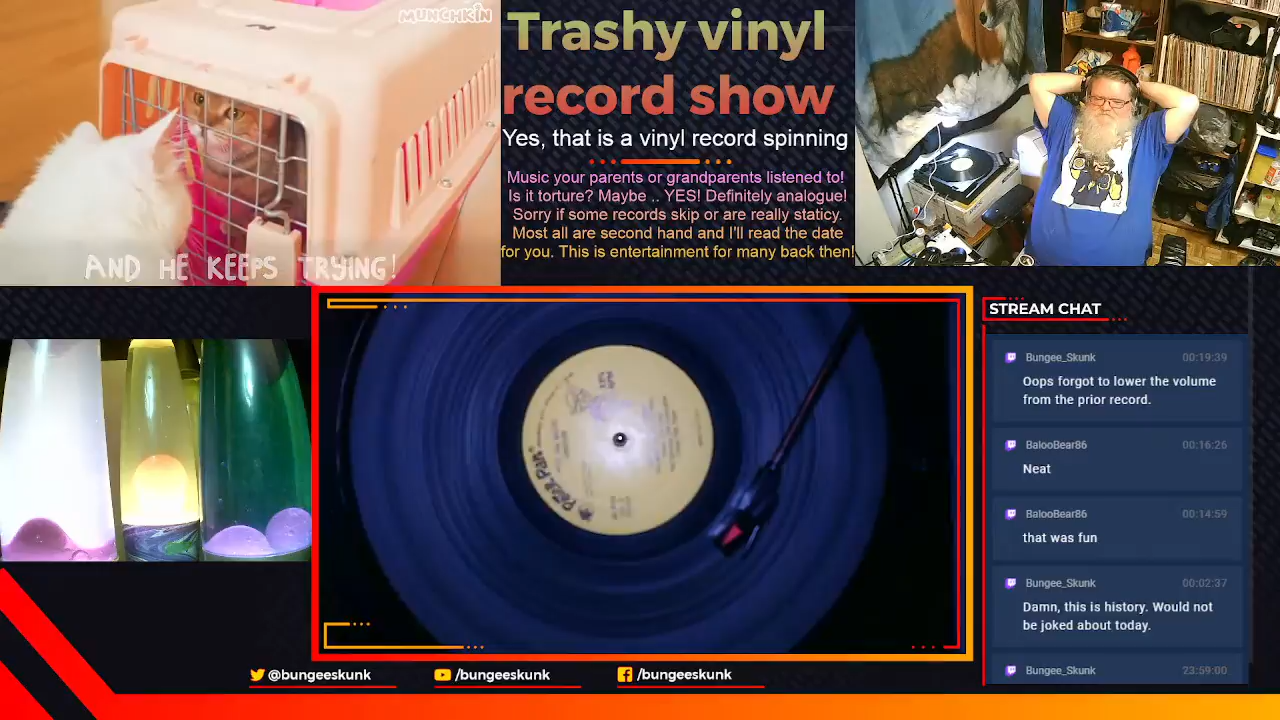 MUNCHKIN
AND HE KEEPS TRYING!
Trashy vinyl
record show
Yes, that is a vinyl record spinning
Music your parents or grandparents listened to!
Is it torture? Maybe .. YES! Definitely analogue!
Sorry if some records skip or are really staticy.
Most all are second hand and I'll read the date
for you. This is entertainment for many back then!
Peter Pan
STREAM CHAT
Bungee_Skunk 00:19:39
Oops forgot to lower the volume
from the prior record.
BalooBear86 00:16:26
Neat
BalooBear86 00:14:59
that was fun
Bungee_Skunk 00:02:37
Damn, this is history. Would not
be joked about today.
Bungee_Skunk 23:59:00
@bungeeskunk
/bungeeskunk
/bungeeskunk